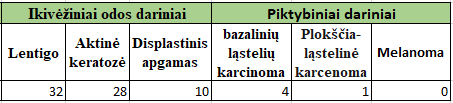 Ikivėžiniai odos dariniai Piktybiniai dariniai
Lentigo Aktinė keratozė Displastinis apgamas bazalinių ląstelių karcinoma Plokščia-ląstelinė karcenoma Melanoma
32 28 10 4 1 0